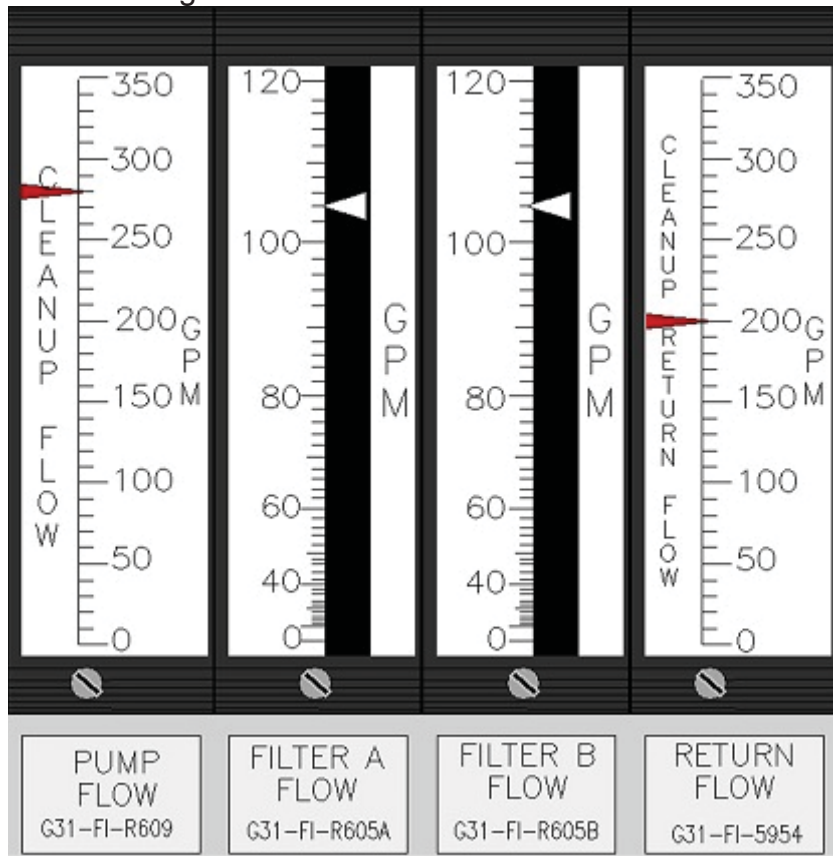 350
300
250
200
150
100
50
0
CLEANUP FLOW
GPM
120
100
80
60
40
0
GPM
120
100
80
60
40
0
GPM
350
300
250
200
150
100
50
0
CLEANUP RETURN FLOW
GPM
PUMP
FLOW
G31-FI-R609
FILTER A
FLOW
G31-FI-R605A
FILTER B
FLOW
G31-FI-R605B
RETURN
FLOW
G31-FI-5954